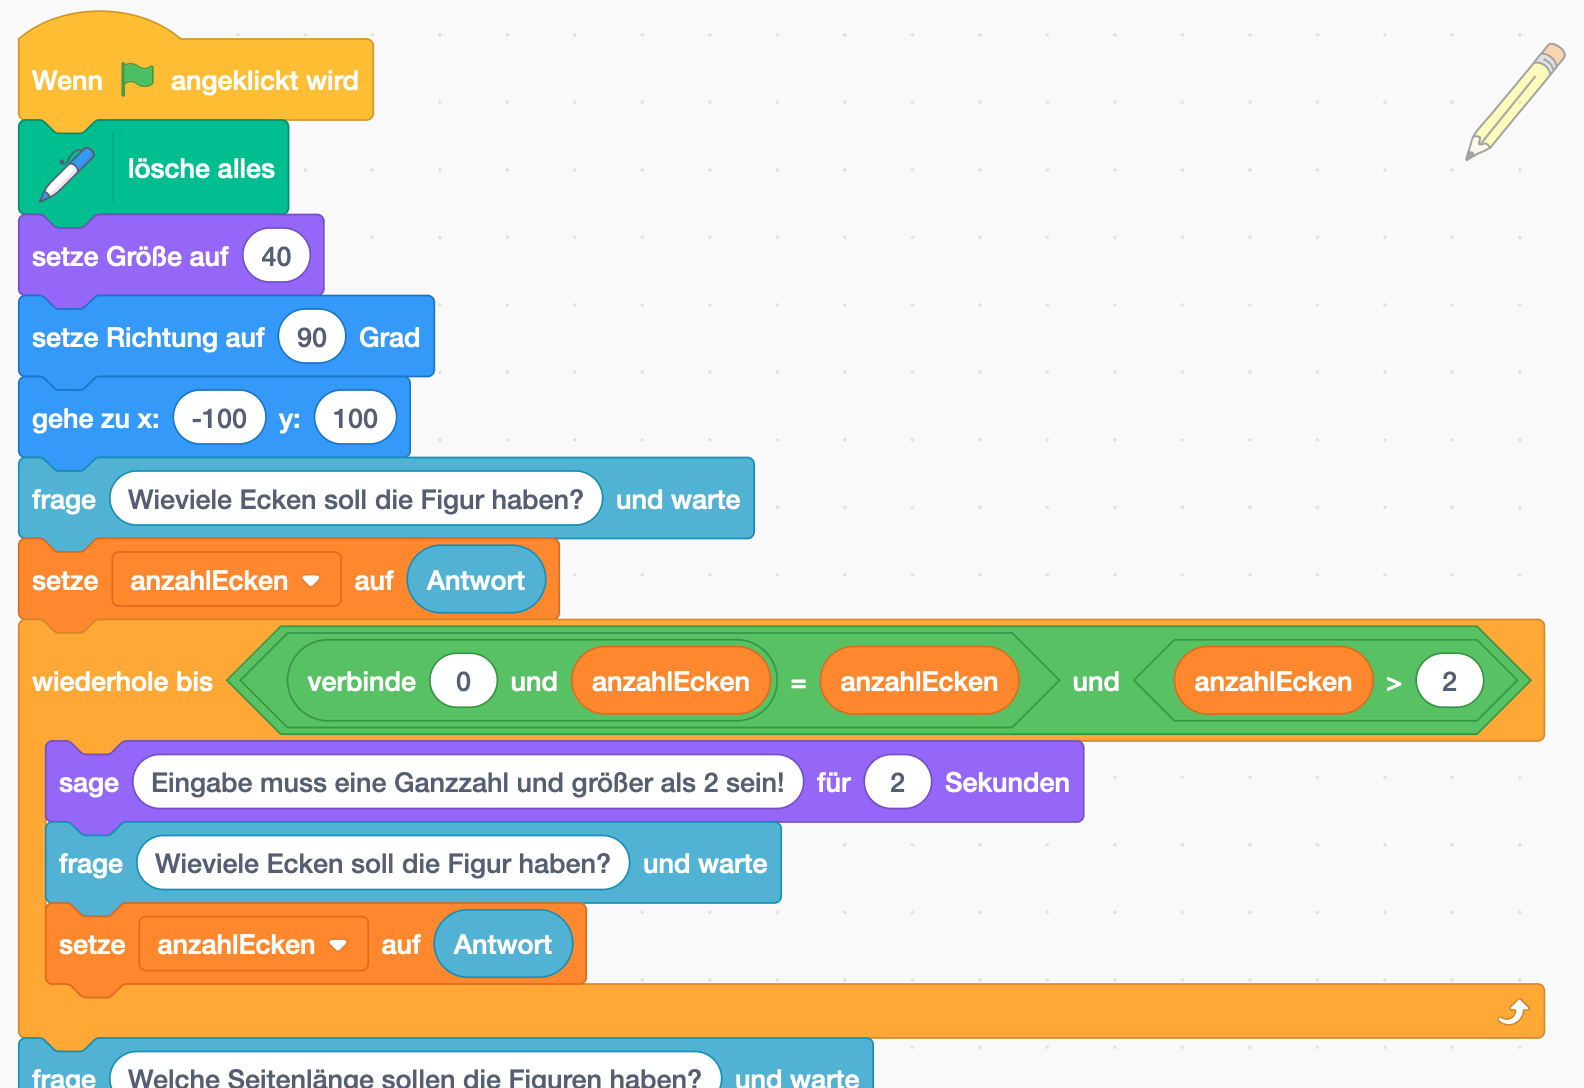 Wenn angeklickt wird
lösche alles
setze Größe auf 40
setze Richtung auf 90 Grad
gehe zu x: -100 y: 100
frage Wieviele Ecken soll die Figur haben? und warte
setze anzahlEcken auf Antwort
wiederhole bis verbinde 0 und anzahlEcken = anzahlEcken und anzahlEcken > 2
sage Eingabe muss eine Ganzzahl und größer als 2 sein! für 2 Sekunden
frage Wieviele Ecken soll die Figur haben? und warte
setze anzahlEcken auf Antwort
frage Welche Seitenlänge sollen die Figuren haben? und warte